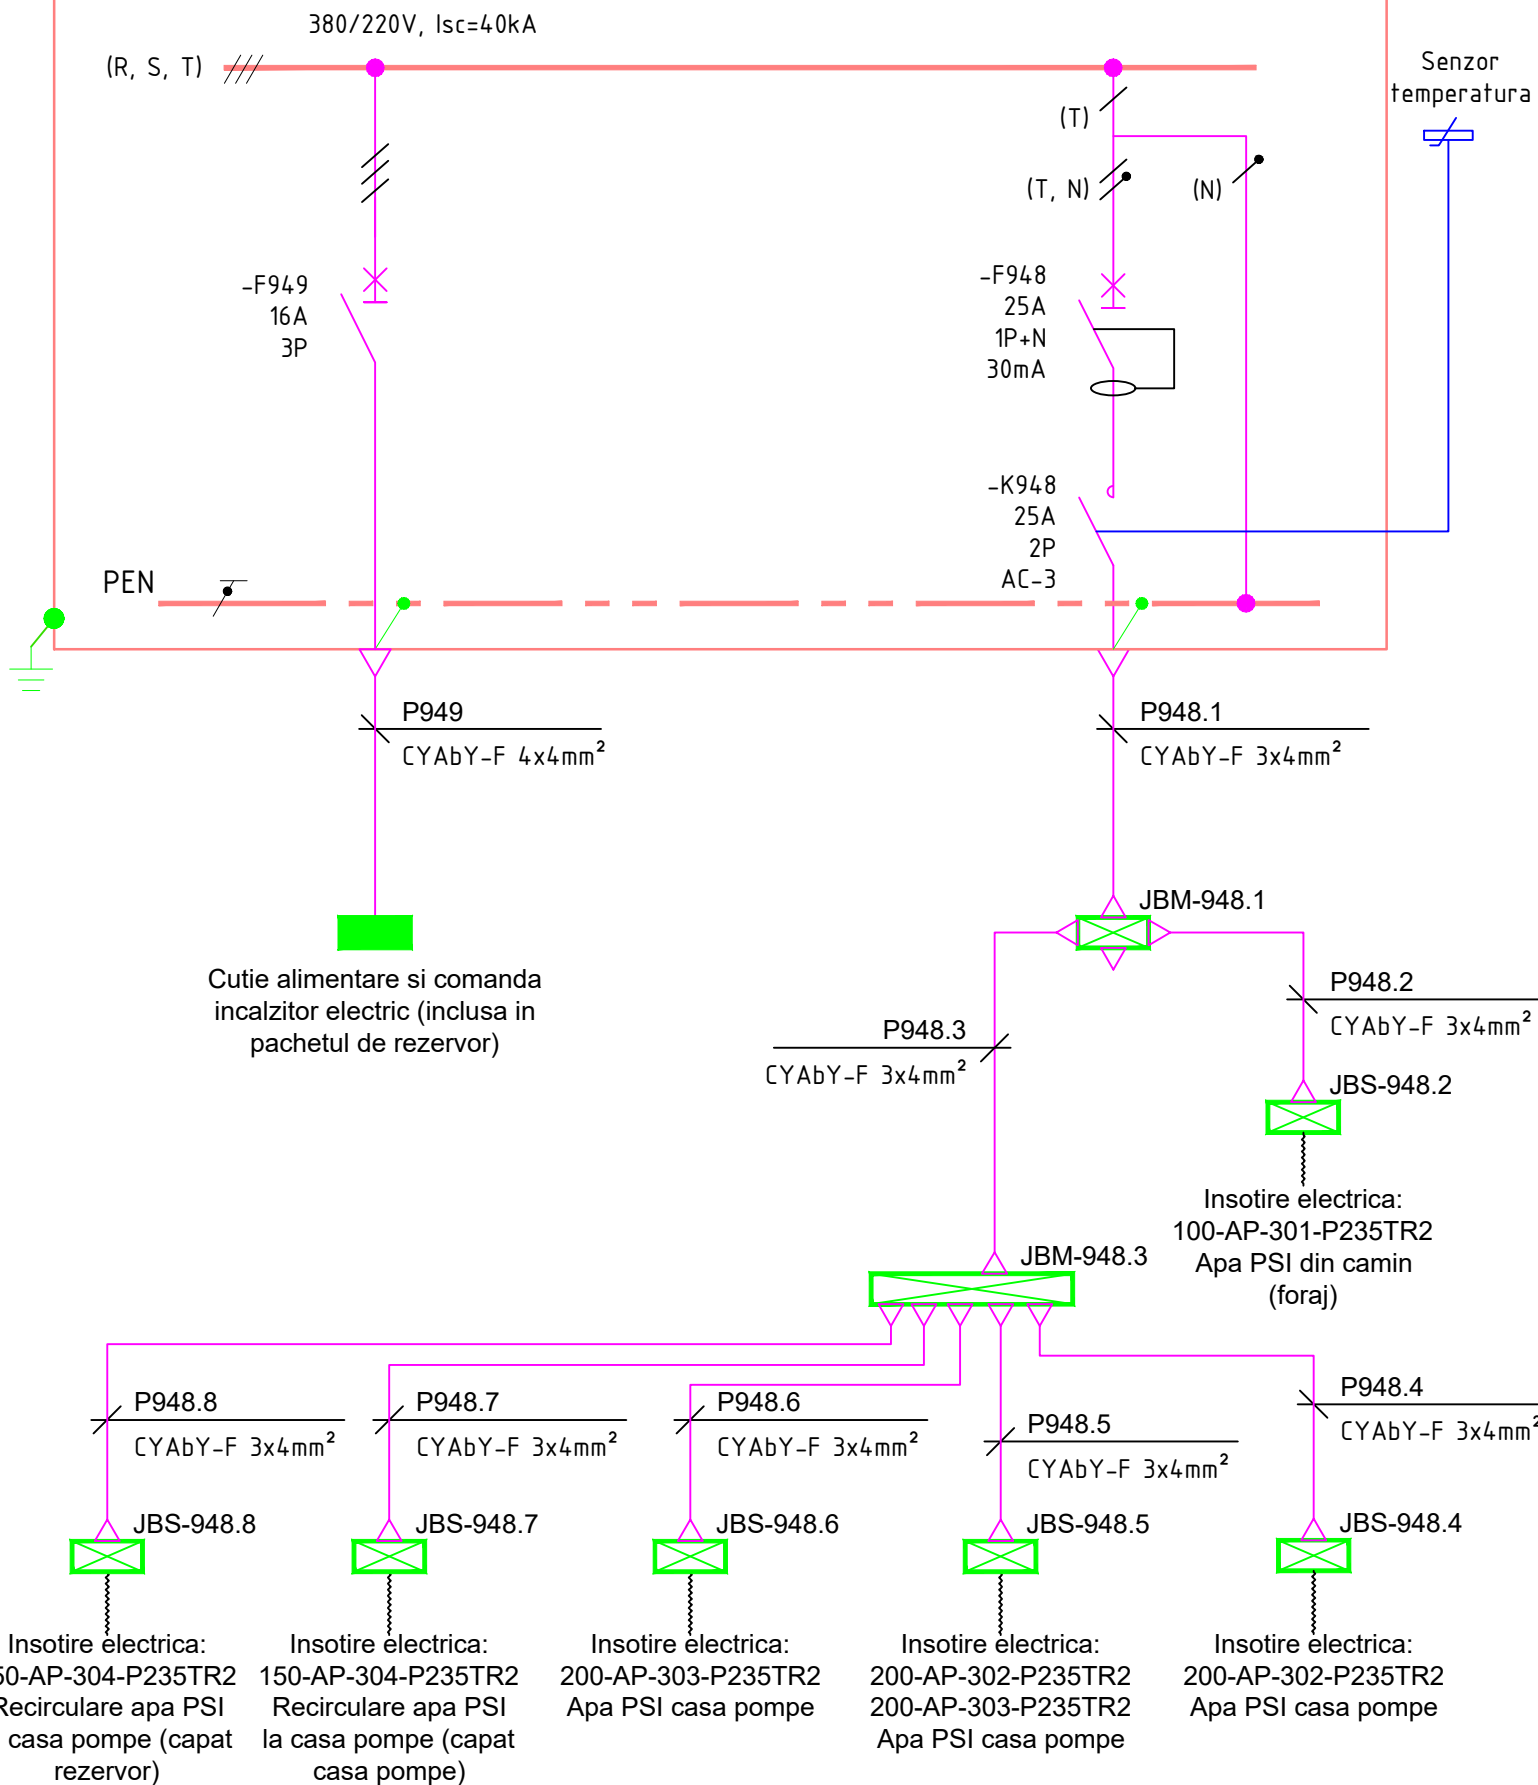 380/220V, Isc=40kA
(R, S, T)
Senzor
temperatura
(T)
(T, N)
(N)
-F949
16A
3P
-F948
25A
1P+N
30mA
-K948
25A
2P
AC-3
PEN
P949
CYAbY-F 4x4mm²
P948.1
CYAbY-F 3x4mm²
JBM-948.1
Cutie alimentare si comanda
incalzitor electric (inclusa in
pachetul de rezervor)
P948.2
CYAbY-F 3x4mm²
P948.3
CYAbY-F 3x4mm²
JBS-948.2
Insotire electrica:
100-AP-301-P235TR2
Apa PSI din camin
(foraj)
JBM-948.3
P948.8
CYAbY-F 3x4mm²
P948.7
CYAbY-F 3x4mm²
P948.6
CYAbY-F 3x4mm²
P948.5
CYAbY-F 3x4mm²
P948.4
CYAbY-F 3x4mm²
JBS-948.8
JBS-948.7
JBS-948.6
JBS-948.5
JBS-948.4
Insotire electrica:
50-AP-304-P235TR2
Recirculare apa PSI
casa pompe (capat
rezervor)
Insotire electrica:
150-AP-304-P235TR2
Recirculare apa PSI
la casa pompe (capat
casa pompe)
Insotire electrica:
200-AP-303-P235TR2
Apa PSI casa pompe
Insotire electrica:
200-AP-302-P235TR2
200-AP-303-P235TR2
Apa PSI casa pompe
Insotire electrica:
200-AP-302-P235TR2
Apa PSI casa pompe